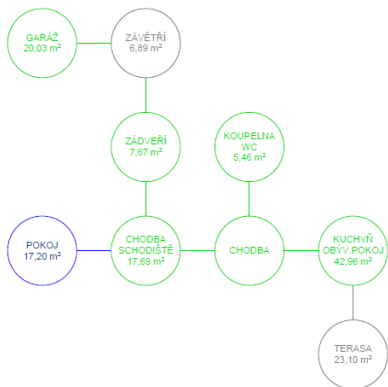 GARÁŽ
20,03 m²
ZÁVĚTŘÍ
6,89 m²
ZÁDVEŘÍ
7,67 m²
KOUPELNA
WC
5,46 m²
POKOJ
17,20 m²
CHODBA
SCHODIŠTĚ
17,69 m²
CHODBA
KUCHYŇ
OBÝV.POKOJ
42,96 m²
TERASA
23,10 m²